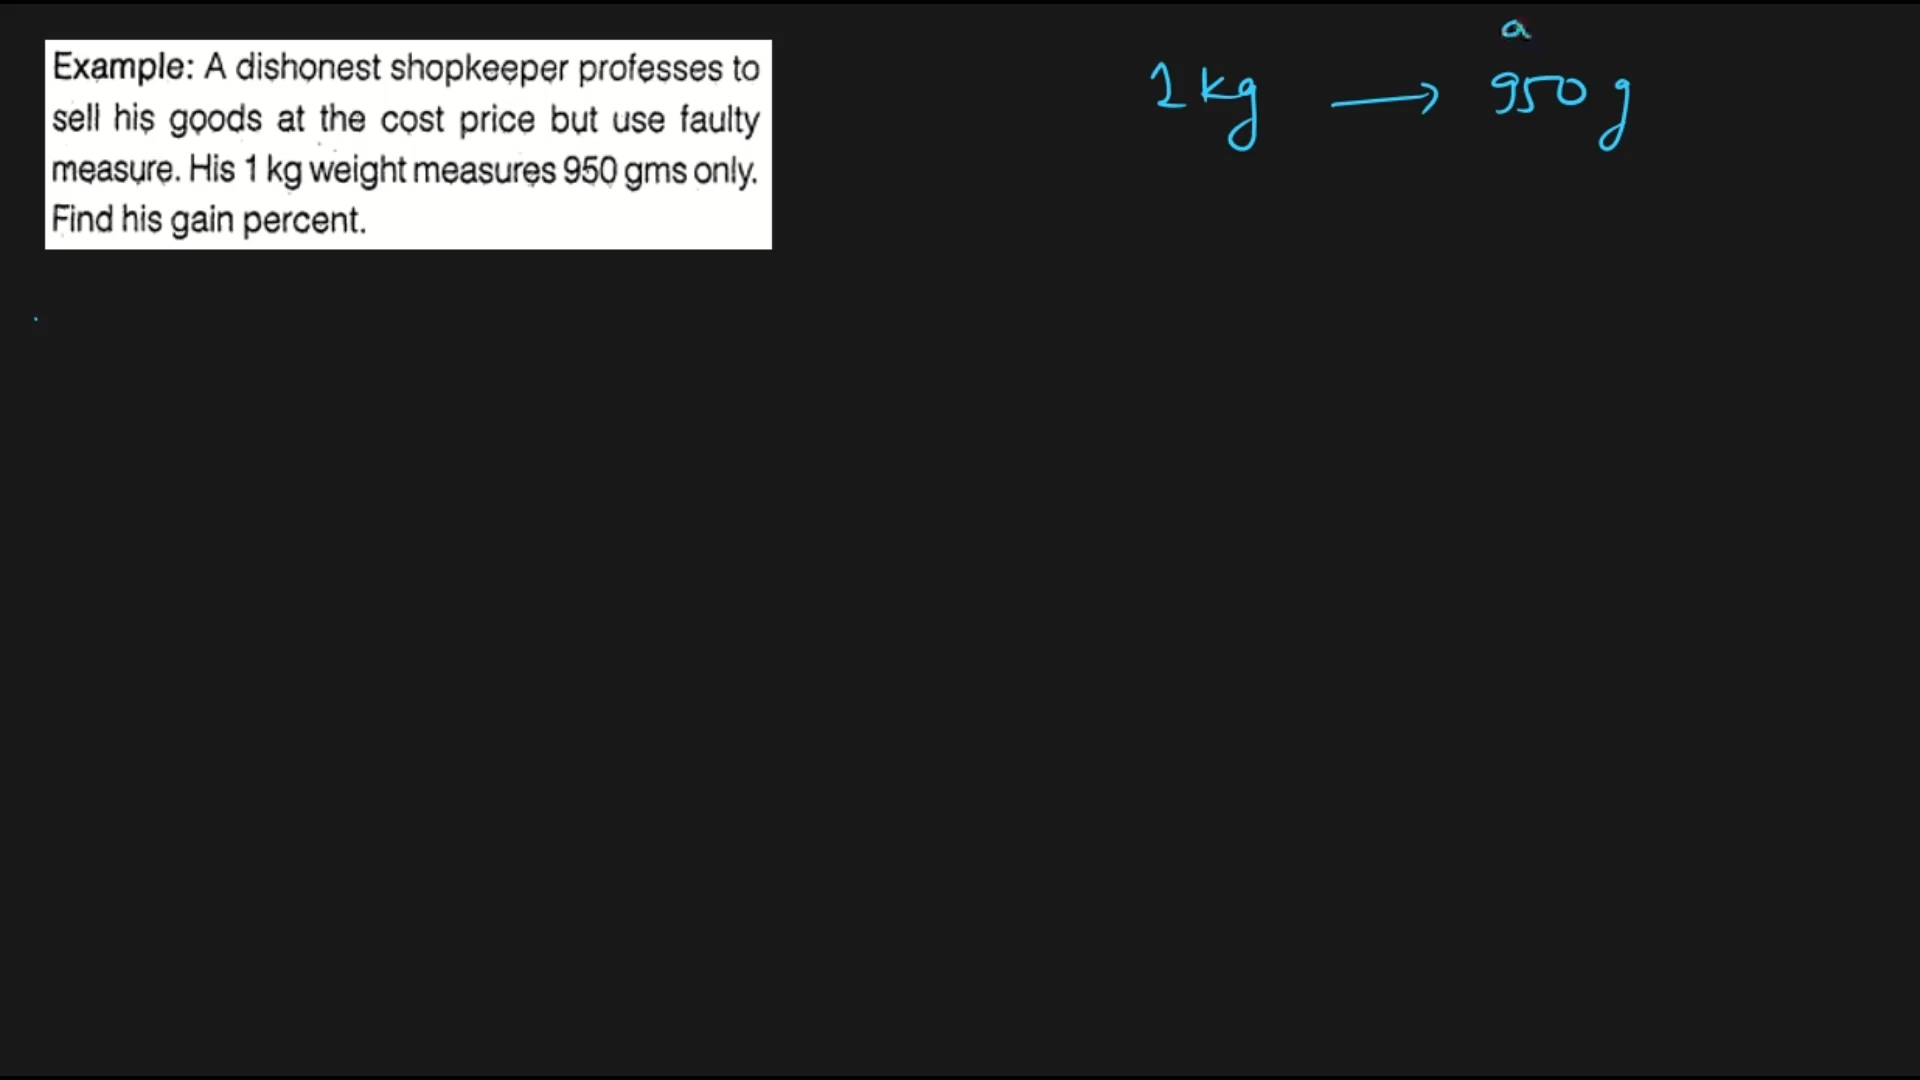 Example: A dishonest shopkeeper professes to
sell his goods at the cost price but use faulty
measure. His 1 kg weight measures 950 gms only.
Find his gain percent.
a
1 kg → 950 g